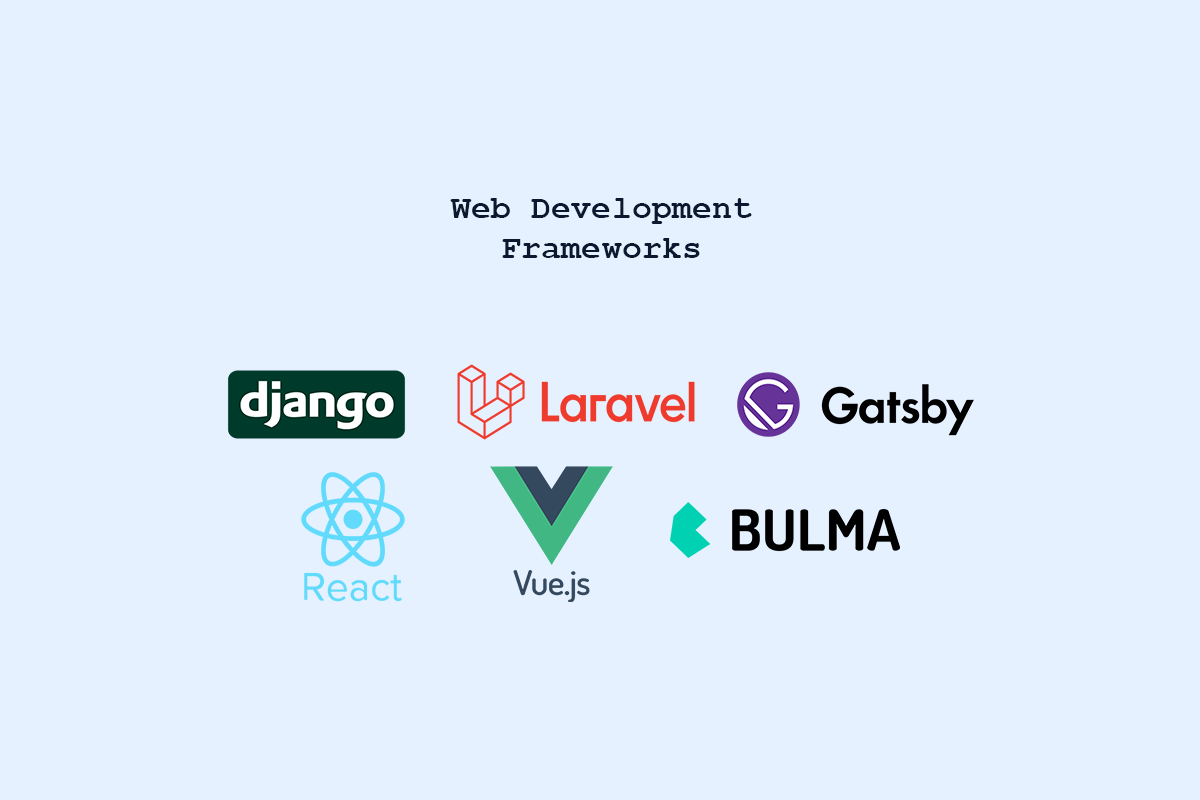 Web Development
Frameworks
django
Laravel
Gatsby
React
Vue.js
BULMA